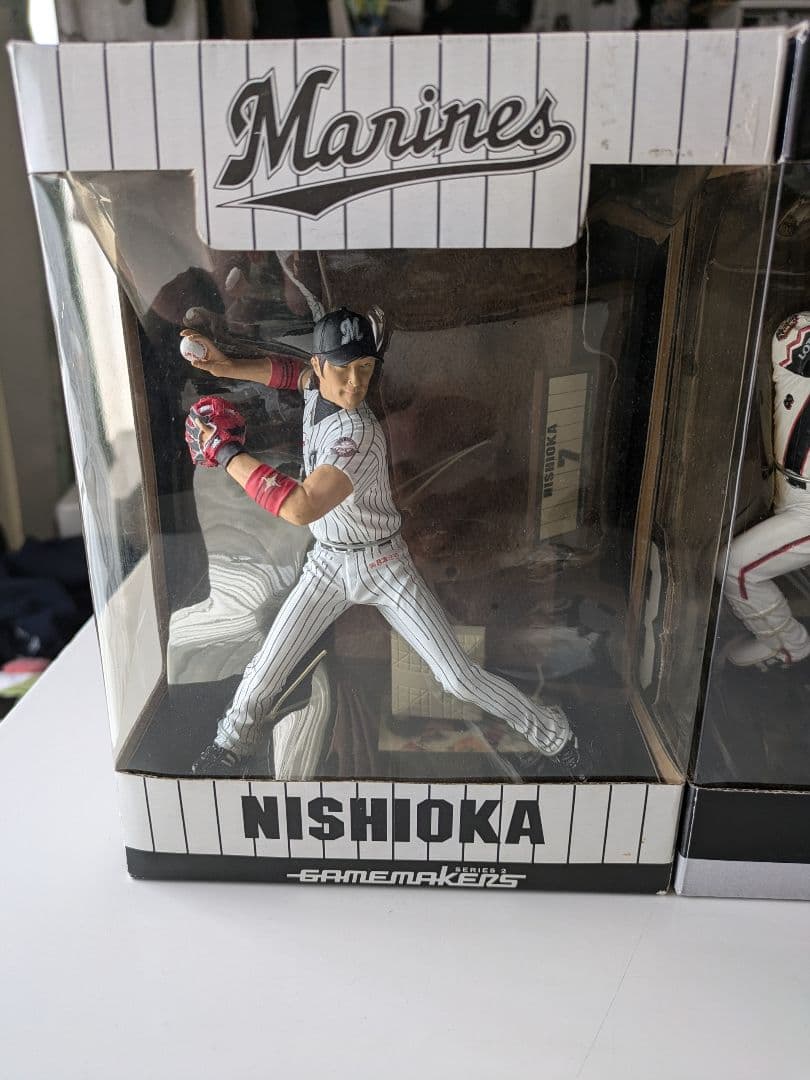 Marines
M
NISHIOKA
7
NISHIOKA
SERIES 2
GAMEMAKERS